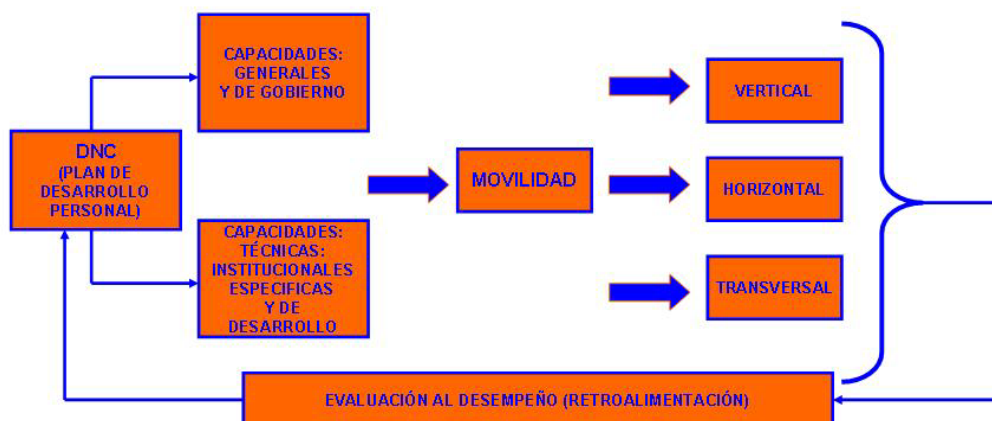 CAPACIDADES:
GENERALES
Y DE GOBIERNO
DNC
(PLAN DE
DESARROLLO
PERSONAL)
CAPACIDADES:
TÉCNICAS:
INSTITUCIONALES
ESPECIFICAS
Y DE
DESARROLLO
MOVILIDAD
VERTICAL
HORIZONTAL
TRANSVERSAL
EVALUACIÓN AL DESEMPEÑO (RETROALIMENTACIÓN)